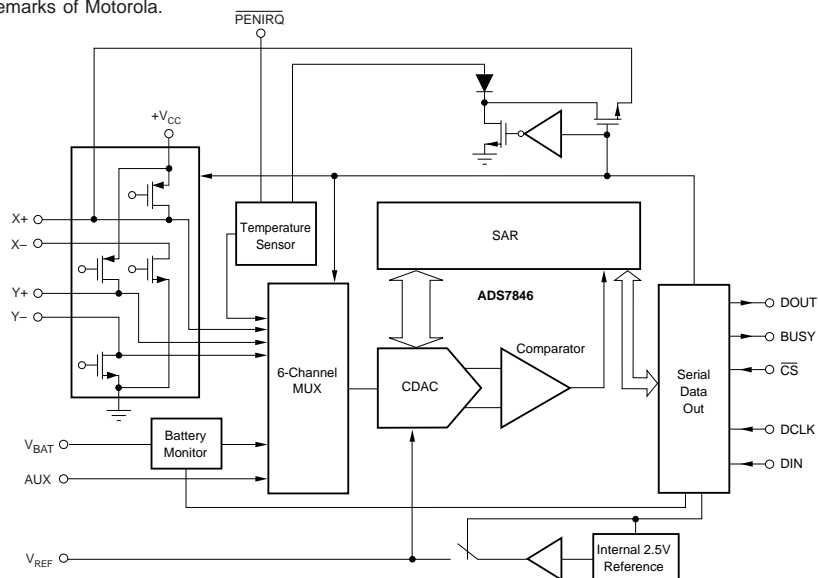 emarks of Motorola.
PENIRQ
+VCC
X+
X–
Y+
Y–
Temperature
Sensor
SAR
ADS7846
DOUT
BUSY
CS
DCLK
DIN
6-Channel
MUX
CDAC
Comparator
Serial
Data
Out
VBAT
Battery
Monitor
AUX
VREF
Internal 2.5V
Reference